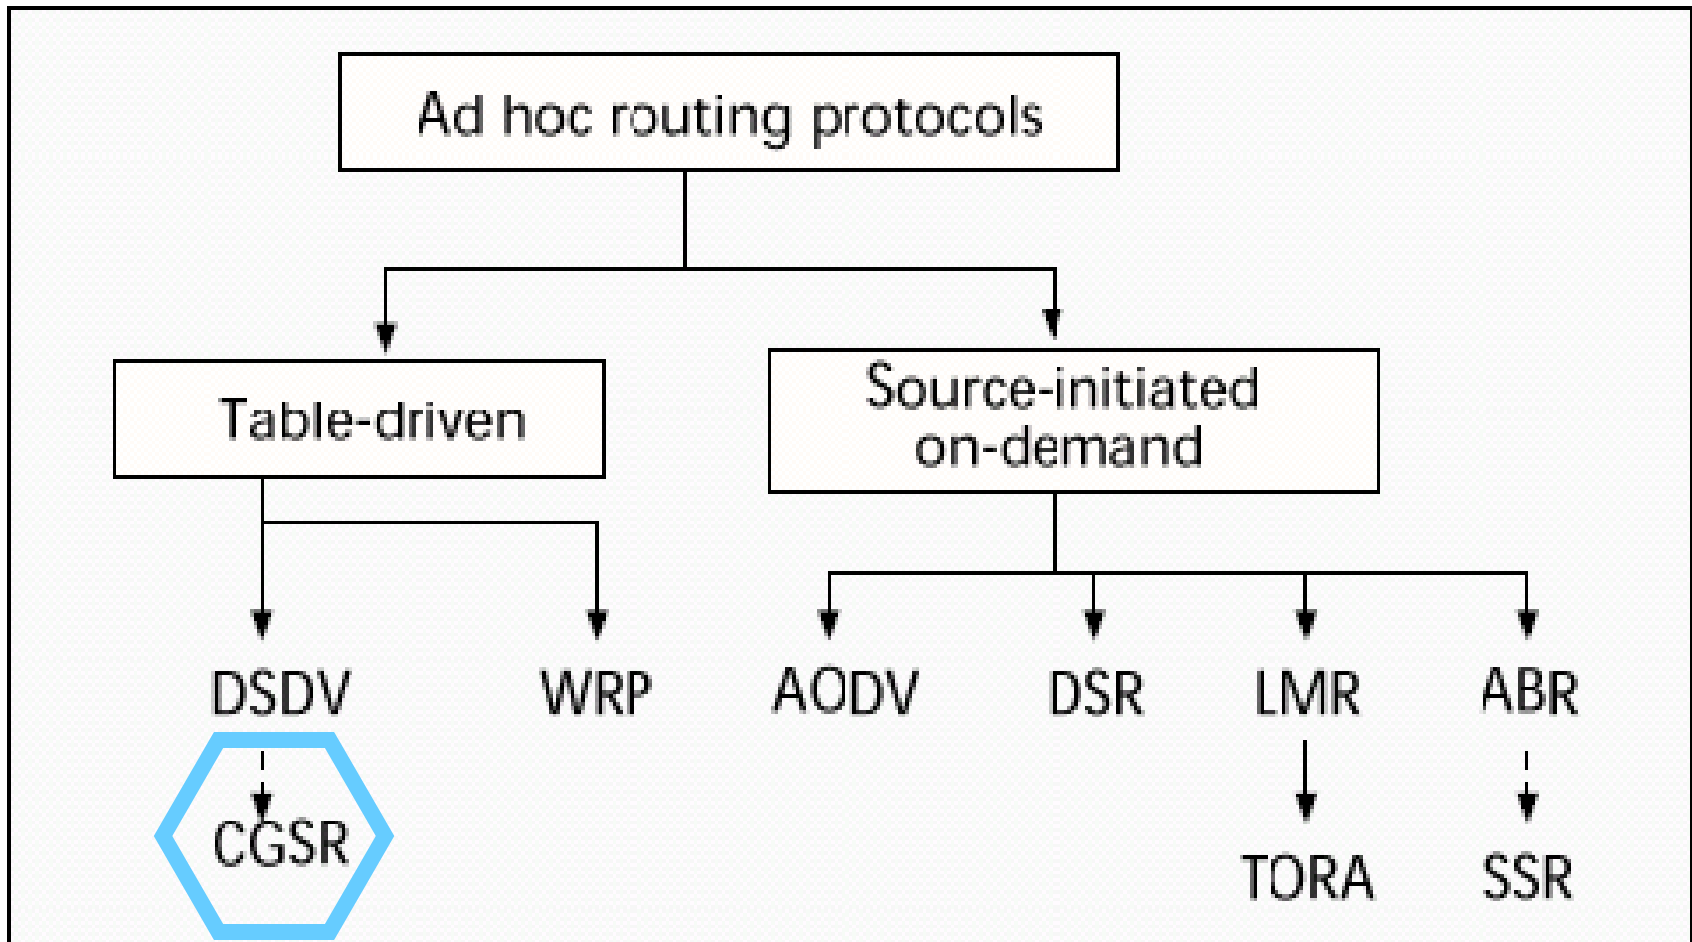 Ad hoc routing protocols
Table-driven
Source-initiated
on-demand
DSDV
WRP
AODV
DSR
LMR
ABR
CGSR
TORA
SSR